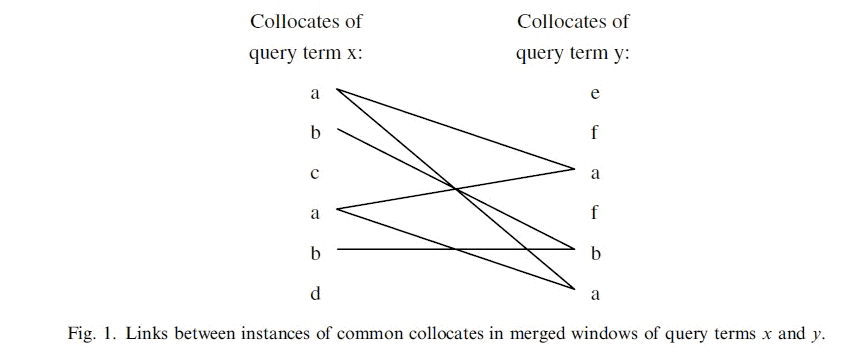 Collocates of Collocates of
query term x: query term y:
a e
b f
c a
a f
b b
d a
Fig. 1. Links between instances of common collocates in merged windows of query terms x and y.